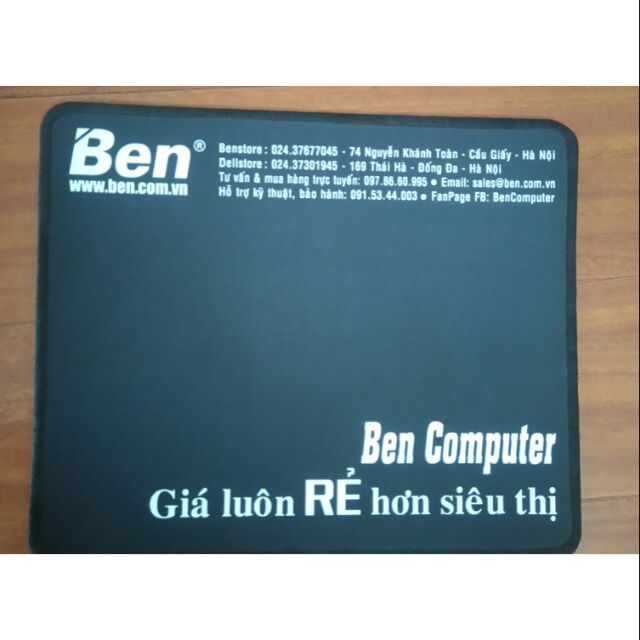 Ben®
www.ben.com.vn
Benstore: 024.37677045 - 74 Nguyễn Khánh Toàn - Cầu Giấy - Hà Nội
Dellstore: 024.37301945 - 169 Thái Hà - Đống Đa - Hà Nội
Tư vấn & mua hàng trực tuyến: 097.86.60.995 • Email: sales@ben.com.vn
Hỗ trợ kỹ thuật, bảo hành: 091.53.44.003 • FanPage FB: BenComputer
Ben Computer
Giá luôn RẺ hơn siêu thị